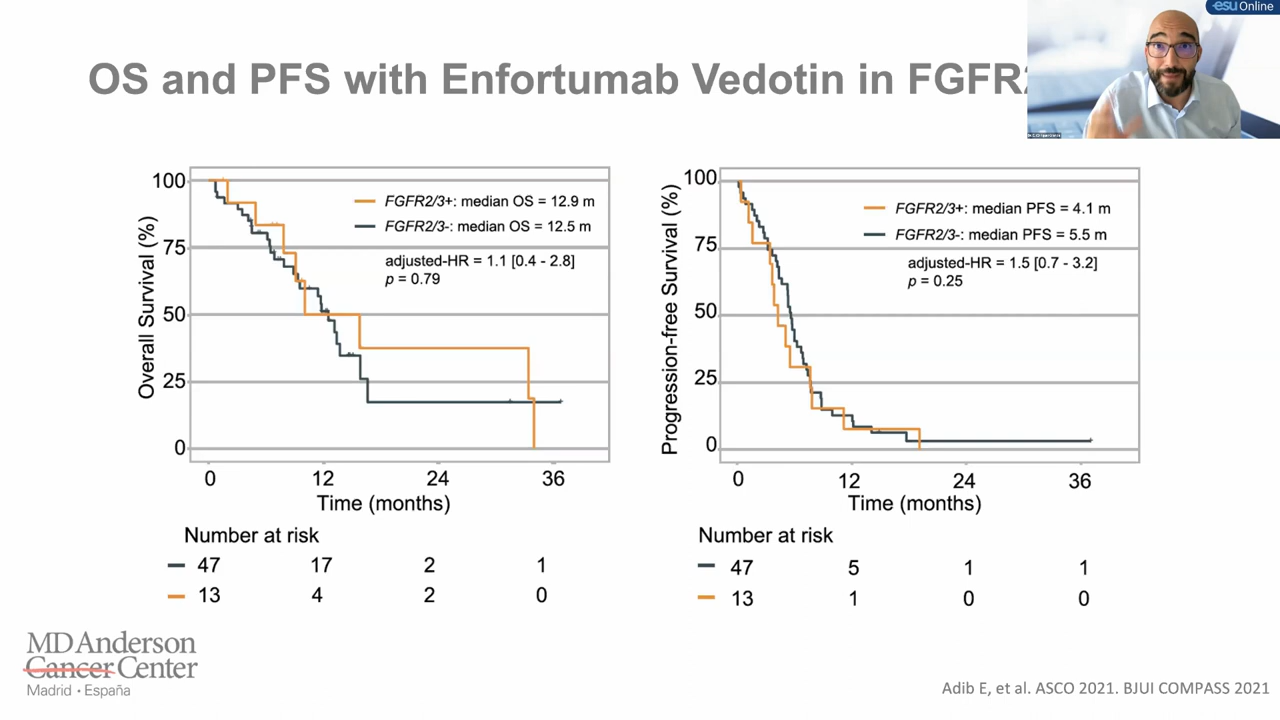 esu Online
OS and PFS with Enfortumab Vedotin in FGFR2
100
75
50
25
0
Overall Survival (%)
FGFR2/3+: median OS = 12.9 m
FGFR2/3-: median OS = 12.5 m
adjusted-HR = 1.1 [0.4 - 2.8]
p = 0.79
0 12 24 36
Time (months)
Number at risk
47 17 2 1
13 4 2 0
100
75
50
25
0
Progression-free Survival (%)
FGFR2/3+: median PFS = 4.1 m
FGFR2/3-: median PFS = 5.5 m
adjusted-HR = 1.5 [0.7 - 3.2]
p = 0.25
0 12 24 36
Time (months)
Number at risk
47 5 1 1
13 1 0 0
MD Anderson
Cancer Center
Madrid • España
Adib E, et al. ASCO 2021. BJUI COMPASS 2021